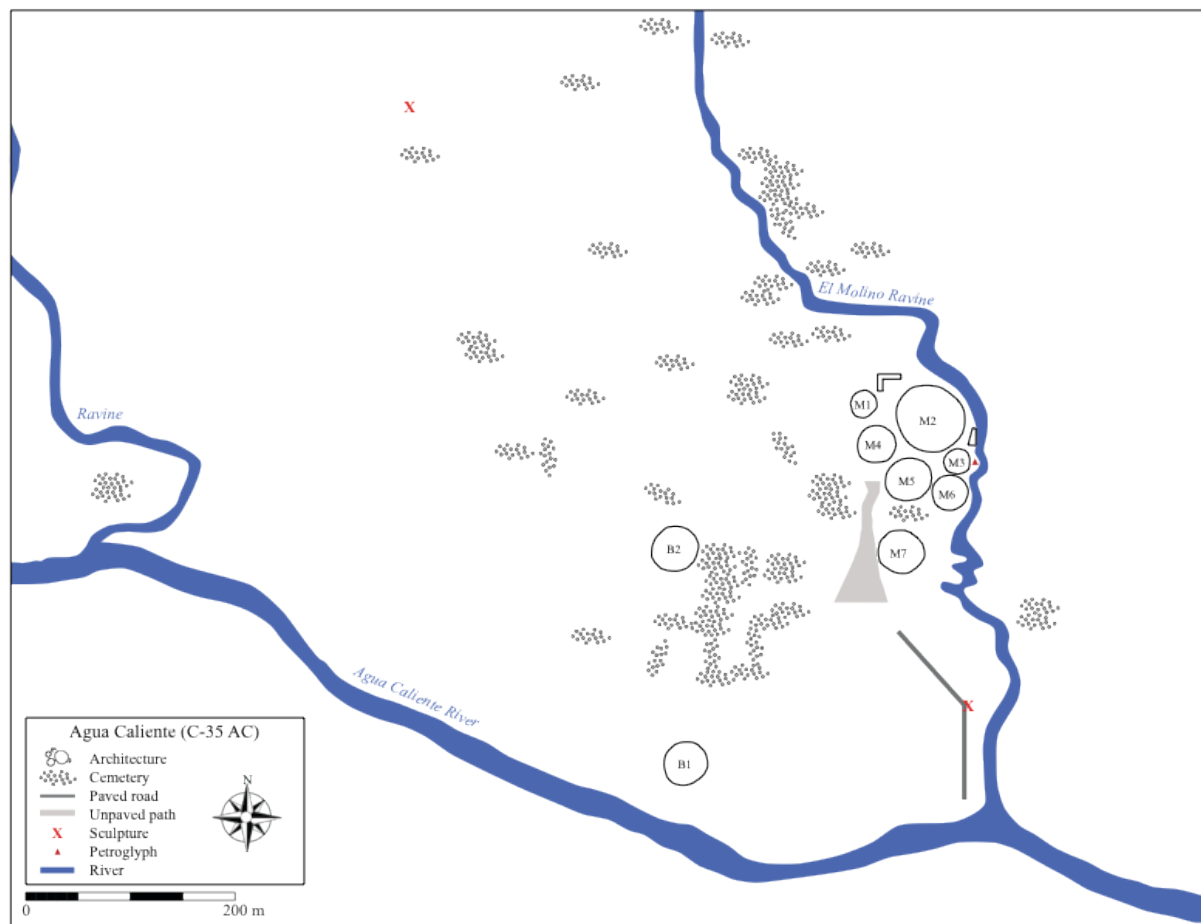 X
El Molino Ravine
M1
M2
Ravine
M4
M3
M5
M6
B2
M7
Agua Caliente River
X
B1
Agua Caliente (C-35 AC)
Architecture
Cemetery
Paved road
Unpaved path
X Sculpture
Petroglyph
River
N
0 200 m